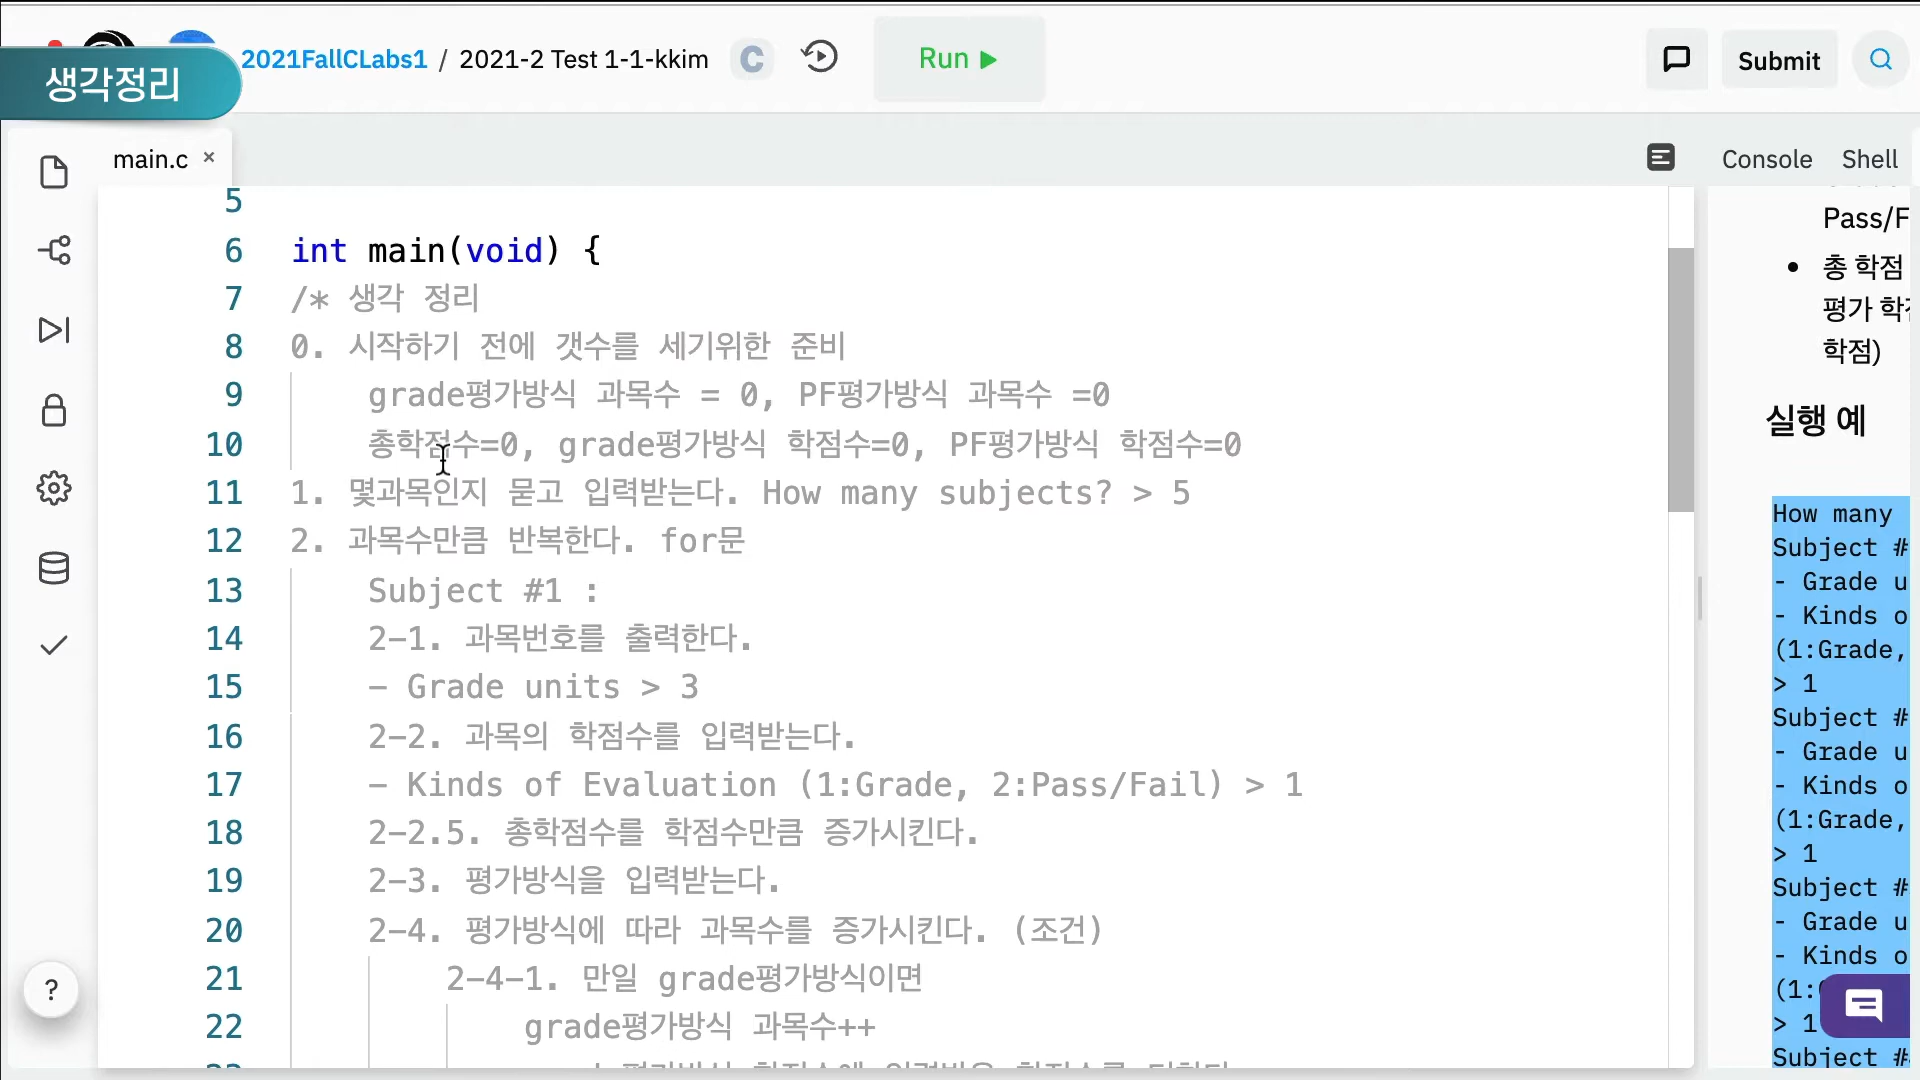 생각정리
2021FallCLabs1 / 2021-2 Test 1-1-kkim
C
Run
Submit
main.c ×
Console Shell
5
6 int main(void) {
7 /* 생각 정리
8 0. 시작하기 전에 갯수를 세기위한 준비
9 grade평가방식 과목수 = 0, PF평가방식 과목수 =0
10 총학점수=0, grade평가방식 학점수=0, PF평가방식 학점수=0
11 1. 몇과목인지 묻고 입력받는다. How many subjects? > 5
12 2. 과목수만큼 반복한다. for문
13 Subject #1 :
14 2-1. 과목번호를 출력한다.
15 - Grade units > 3
16 2-2. 과목의 학점수를 입력받는다.
17 - Kinds of Evaluation (1:Grade, 2:Pass/Fail) > 1
18 2-2.5. 총학점수를 학점수만큼 증가시킨다.
19 2-3. 평가방식을 입력받는다.
20 2-4. 평가방식에 따라 과목수를 증가시킨다. (조건)
21 2-4-1. 만일 grade평가방식이면
22 grade평가방식 과목수++
Pass/F
• 총 학점
평가
학점)
실행 예
How many
Subject #
- Grade u
- Kinds o
(1:Grade,
> 1
Subject #
- Grade u
- Kinds o
(1:Grade,
> 1
Subject #
- Grade u
- Kinds o
(1:
> 1
Subject #
?